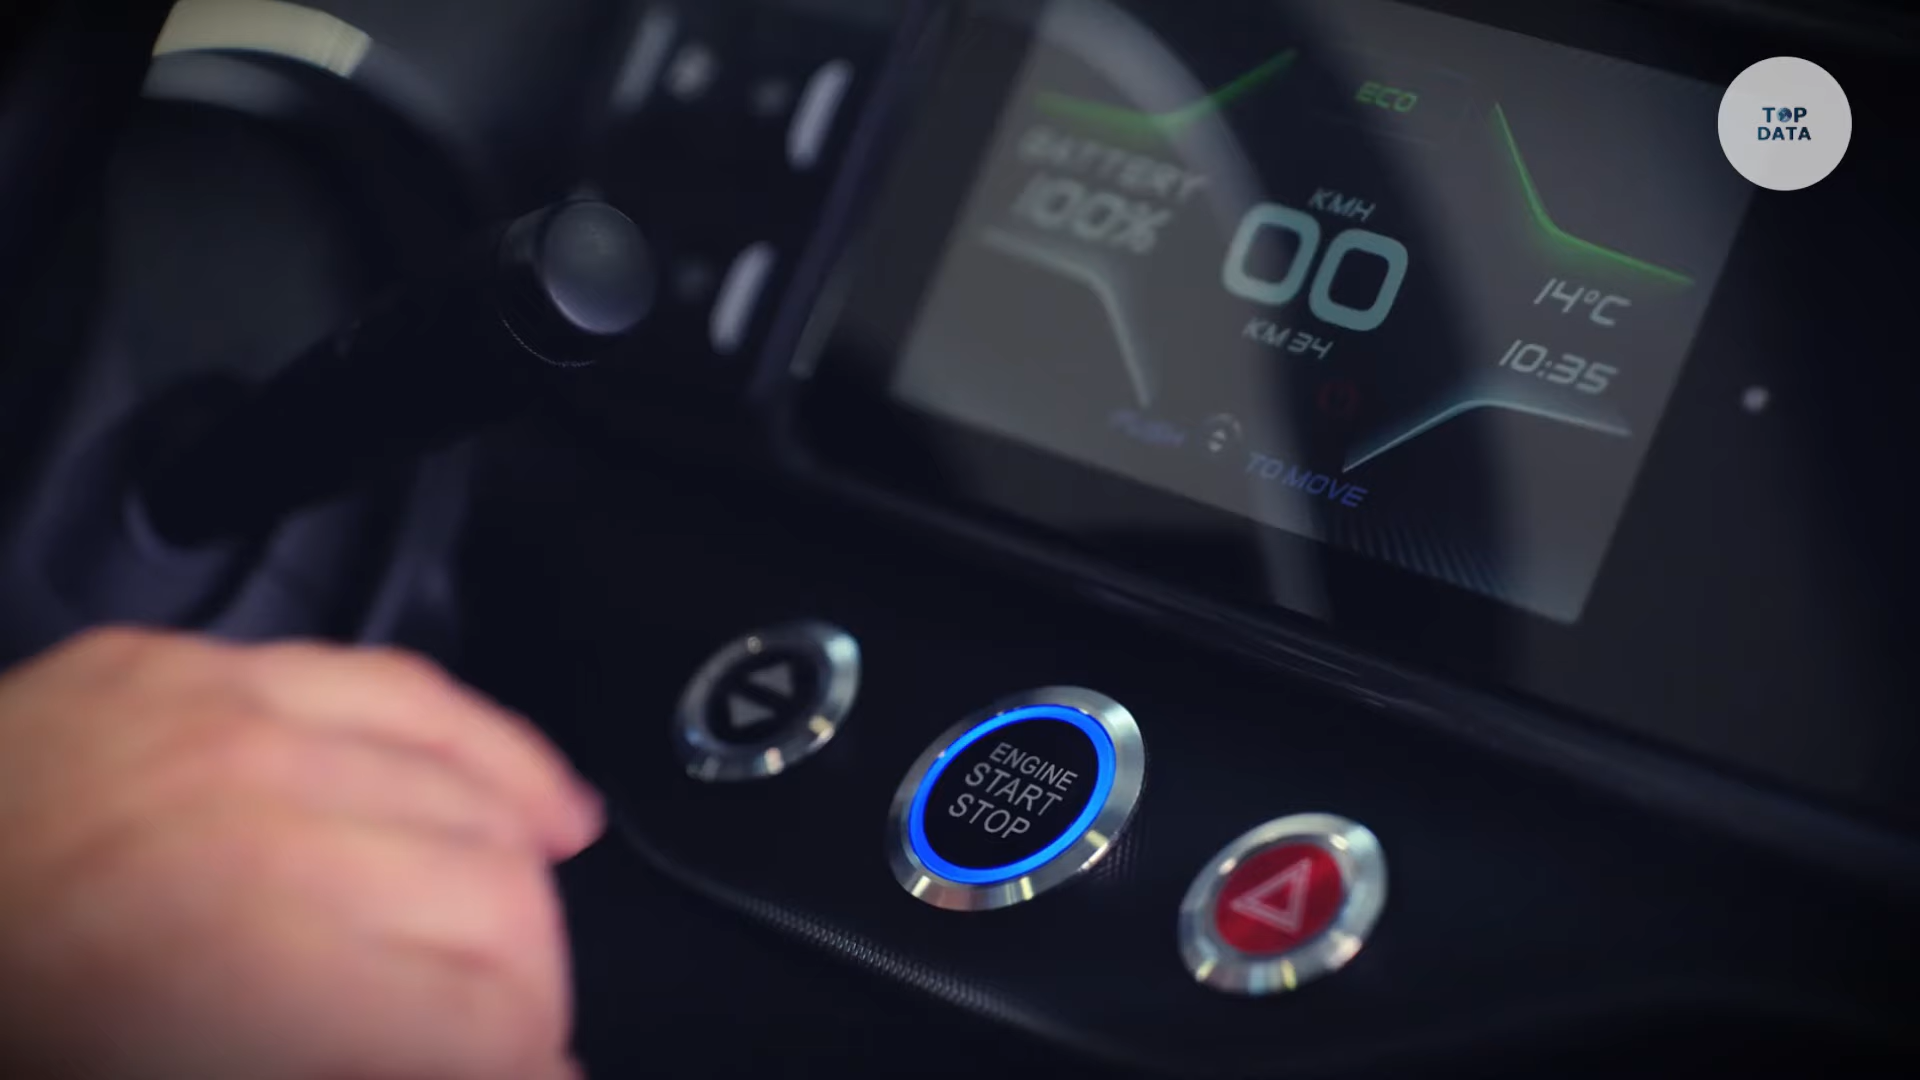 TOP
DATA
ECO
BATTERY
100%
KMH
00
KM 34
14°C
10:35
PUSH TO MOVE
ENGINE
START
STOP